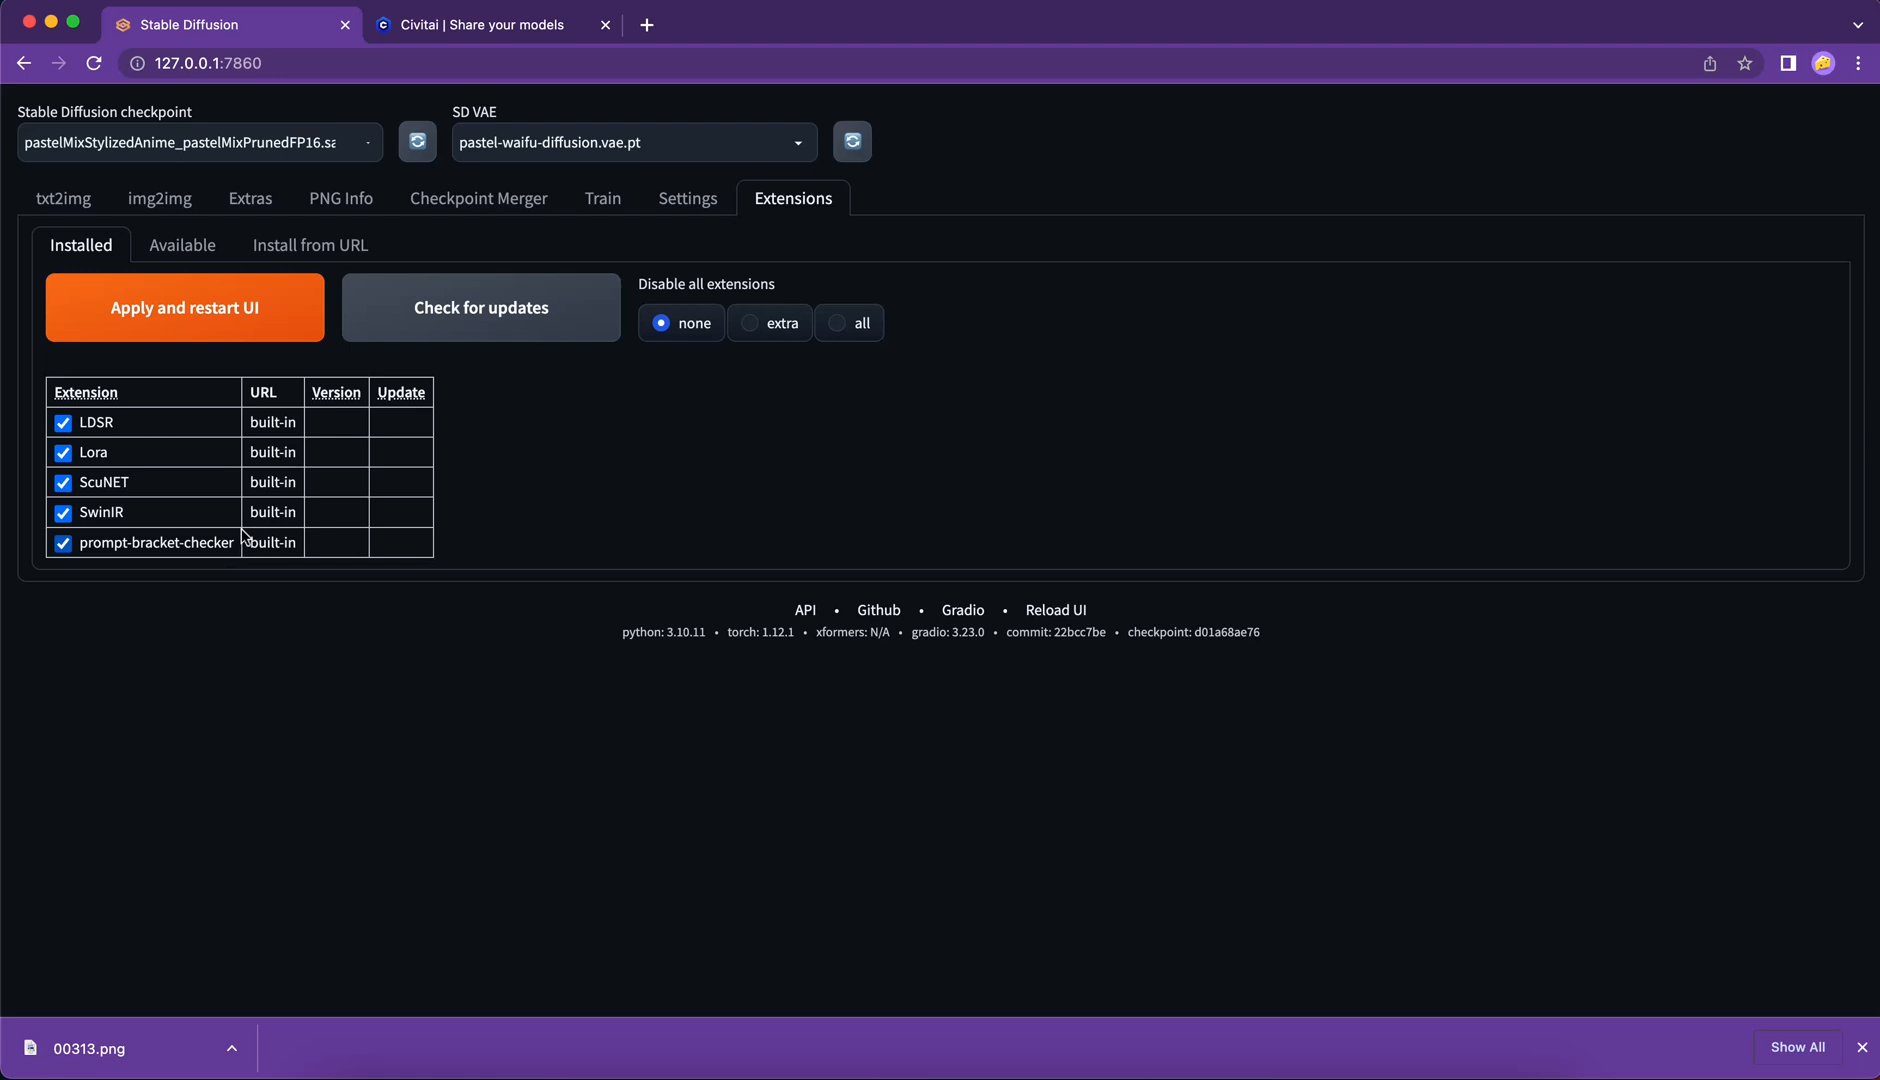 Stable Diffusion
Civitai | Share your models
127.0.0.1:7860
Stable Diffusion checkpoint
SD VAE
pastelMixStylizedAnime_pastelMixPrunedFP16.sa
pastel-waifu-diffusion.vae.pt
txt2img img2img Extras PNG Info Checkpoint Merger Train Settings Extensions
Installed Available Install from URL
Apply and restart UI
Check for updates
Disable all extensions
none extra all
Extension URL Version Update
LDSR built-in
Lora built-in
ScuNET built-in
SwinIR built-in
prompt-bracket-checker built-in
API • Github • Gradio • Reload UI
python: 3.10.11 • torch: 1.12.1 • xformers: N/A • gradio: 3.23.0 • commit: 22bcc7be • checkpoint: d01a68ae76
00313.png
Show All